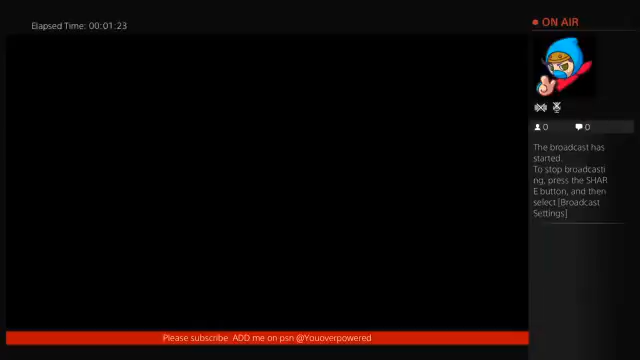 Elapsed Time: 00:01:23
ON AIR
0 0
The broadcast has
started.
To stop broadcasti
ng, press the SHAR
E button, and then
select [Broadcast
Settings]
Please subscribe ADD me on psn @Youoverpowered